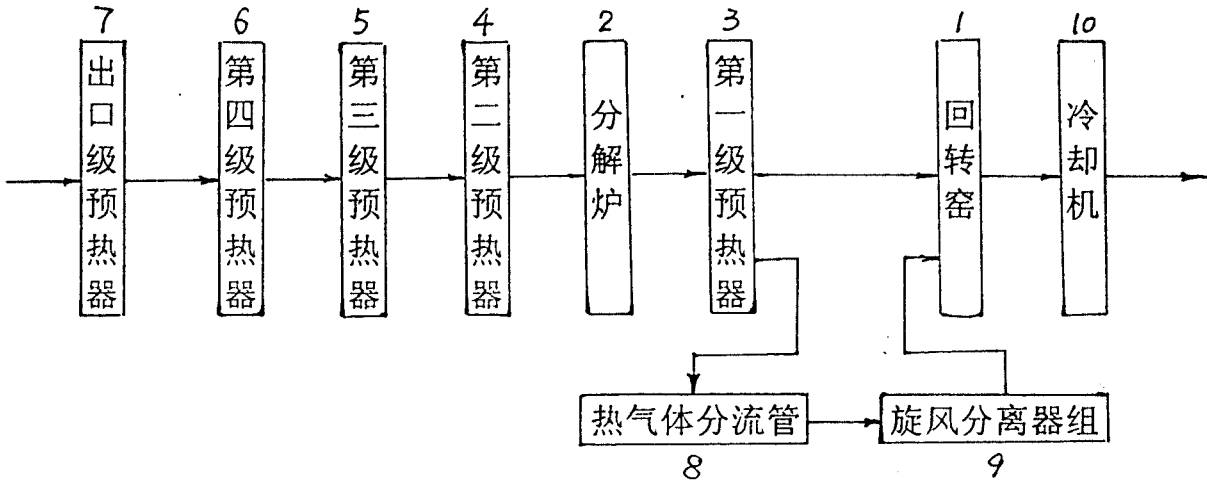 7 6 5 4 2 3 1 10
出口级预热器
第四级预热器
第三级预热器
第二级预热器
分解炉
第一级预热器
回转窑
冷却机
热气体分流管
旋风分离器组
8 9